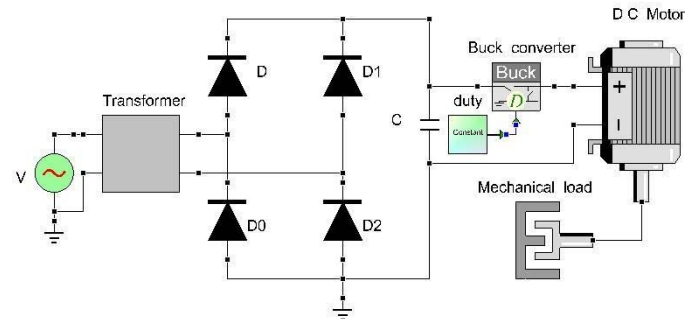 D C Motor
Buck converter
Buck
D
D1
Transformer
duty
D
C
Constant
+
-
V
Mechanical load
D0
D2